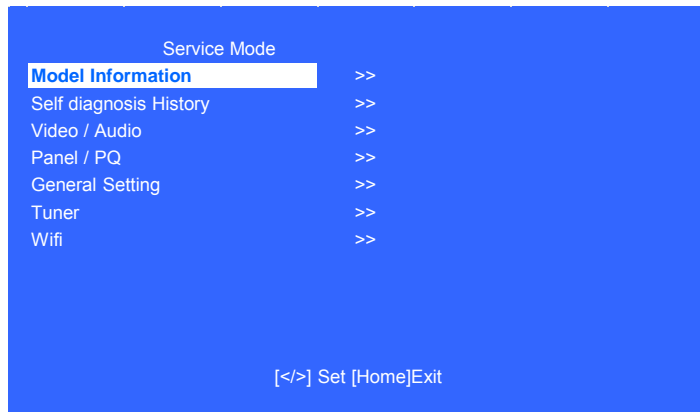 Service Mode
Model Information >>
Self diagnosis History >>
Video / Audio >>
Panel / PQ >>
General Setting >>
Tuner >>
Wifi >>
[</>] Set [Home]Exit